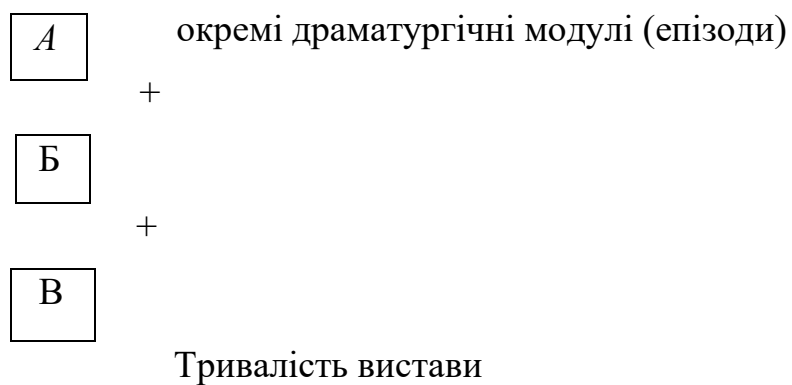 А
окремі драматургічні модулі (епізоди)
+
Б
+
В
Тривалість вистави